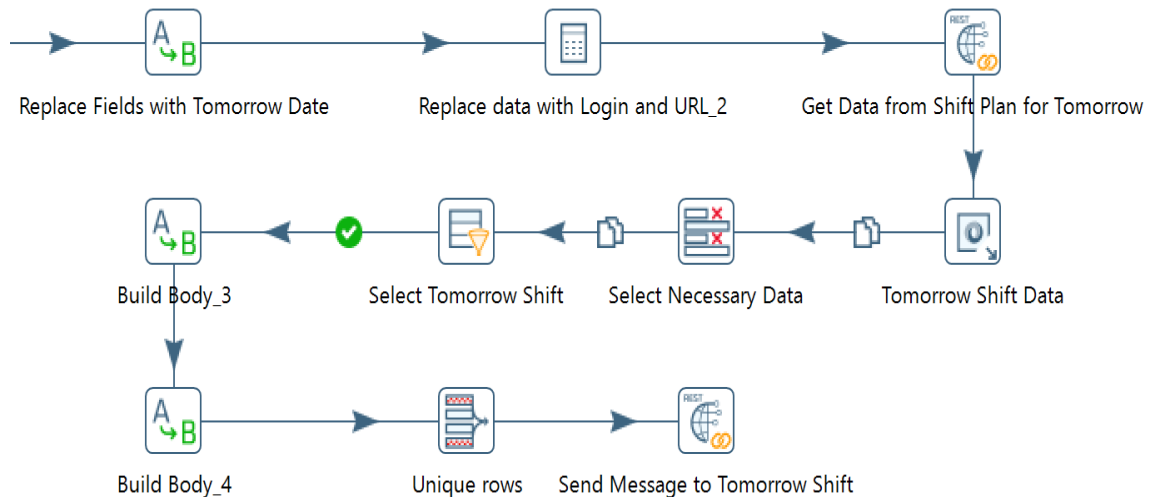 REST
Replace Fields with Tomorrow Date
Replace data with Login and URL_2
Get Data from Shift Plan for Tomorrow
Build Body_3
Select Tomorrow Shift
Select Necessary Data
Tomorrow Shift Data
REST
Build Body_4
Unique rows
Send Message to Tomorrow Shift